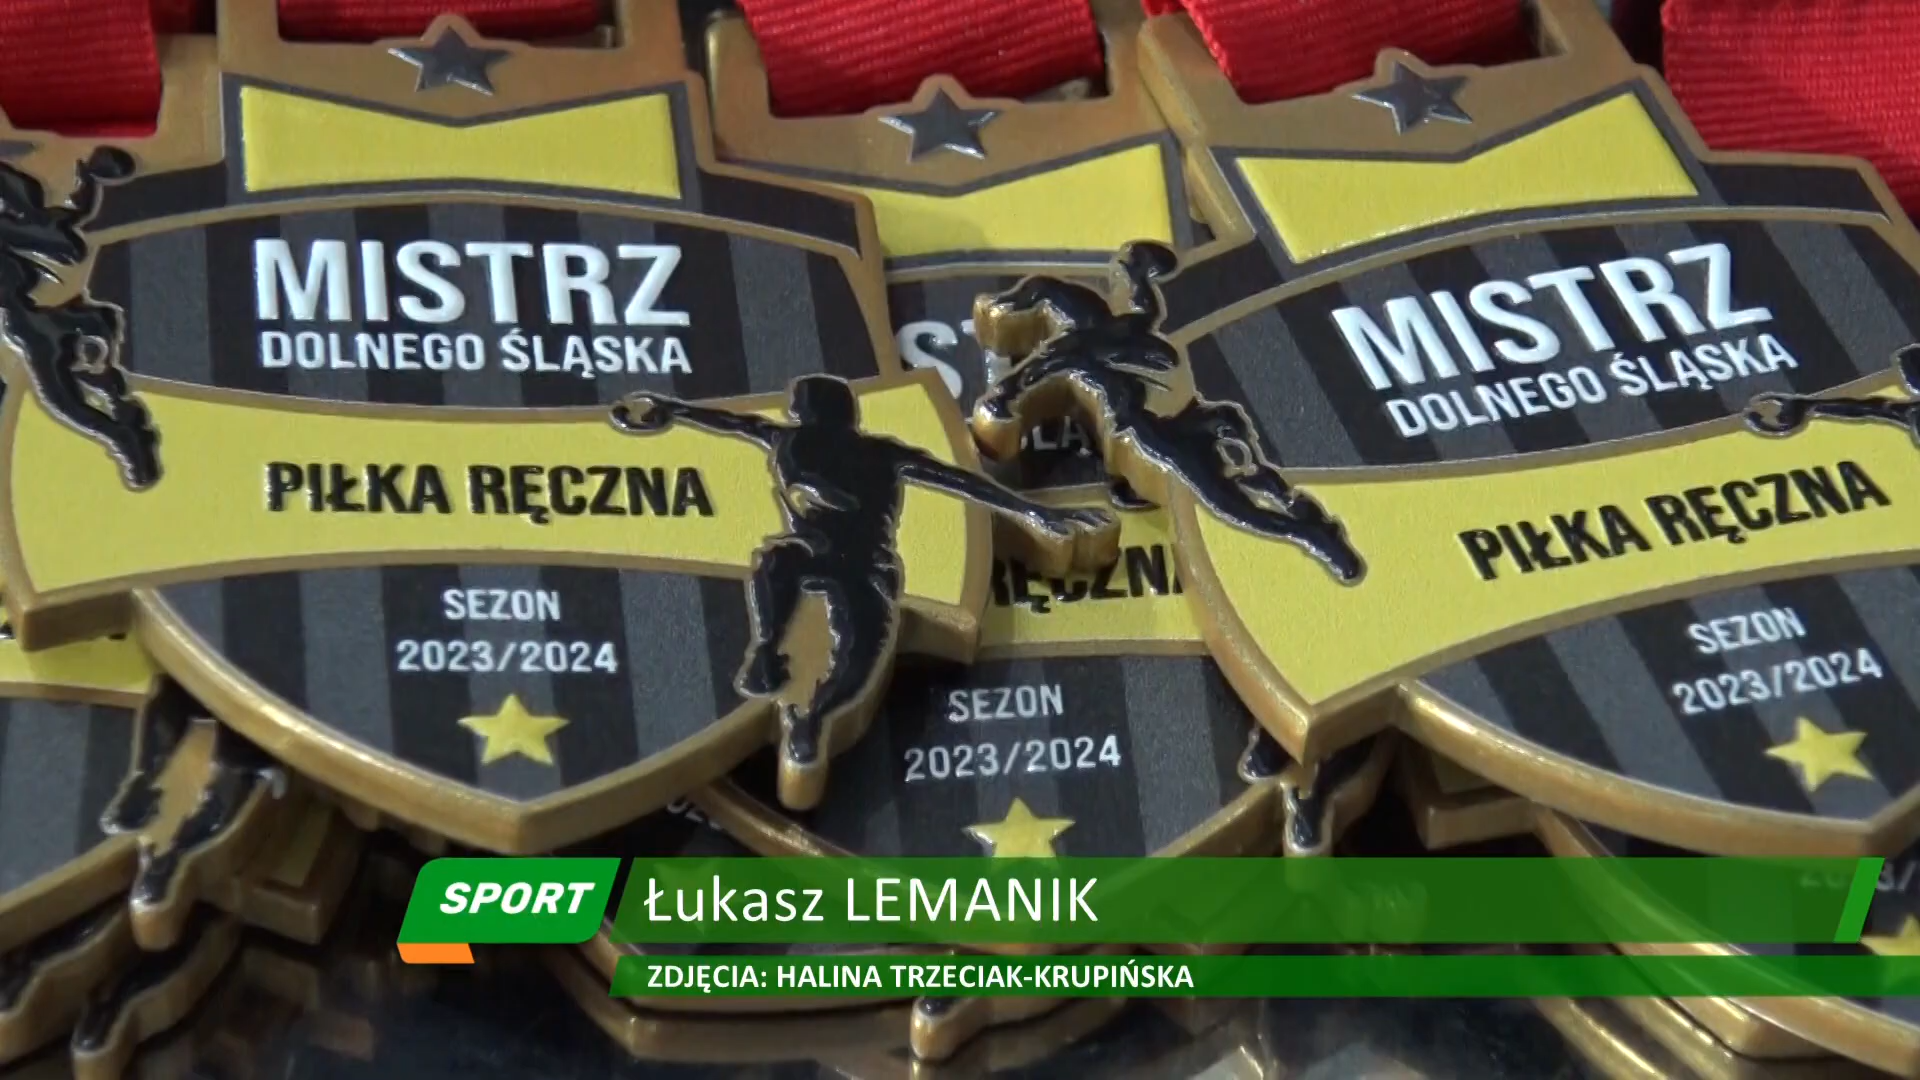 MISTRZ
DOLNEGO ŚLĄSKA
PIŁKA RĘCZNA
SEZON
2023/2024
RĘCZNA
SEZON
2023/2024
MISTRZ
DOLNEGO ŚLĄSKA
PIŁKA RĘCZNA
SEZON
2023/2024
SPORT
Łukasz LEMANIK
ZDJĘCIA: HALINA TRZECIAK-KRUPIŃSKA